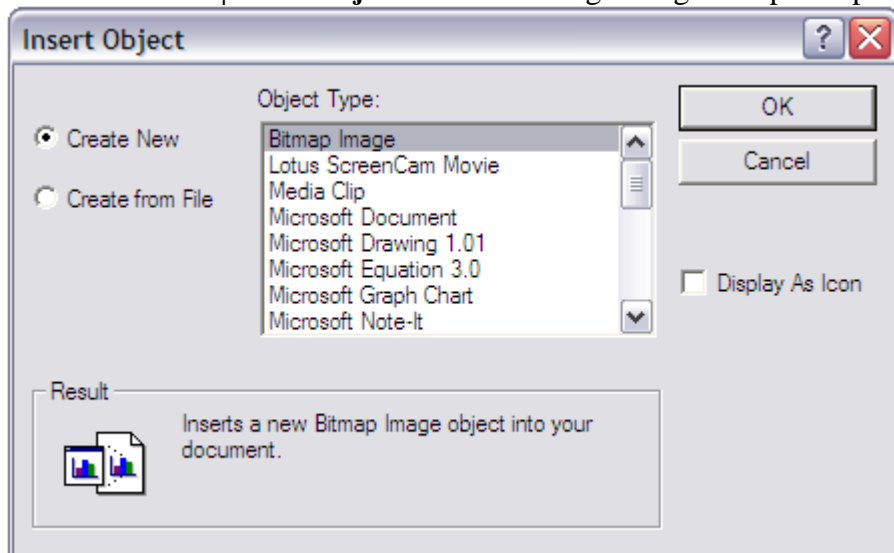 Insert Object
Object Type:
Create New
Create from File
Bitmap Image
Lotus ScreenCam Movie
Media Clip
Microsoft Document
Microsoft Drawing 1.01
Microsoft Equation 3.0
Microsoft Graph Chart
Microsoft Note-It
OK
Cancel
Display As Icon
Result
Inserts a new Bitmap Image object into your
document.